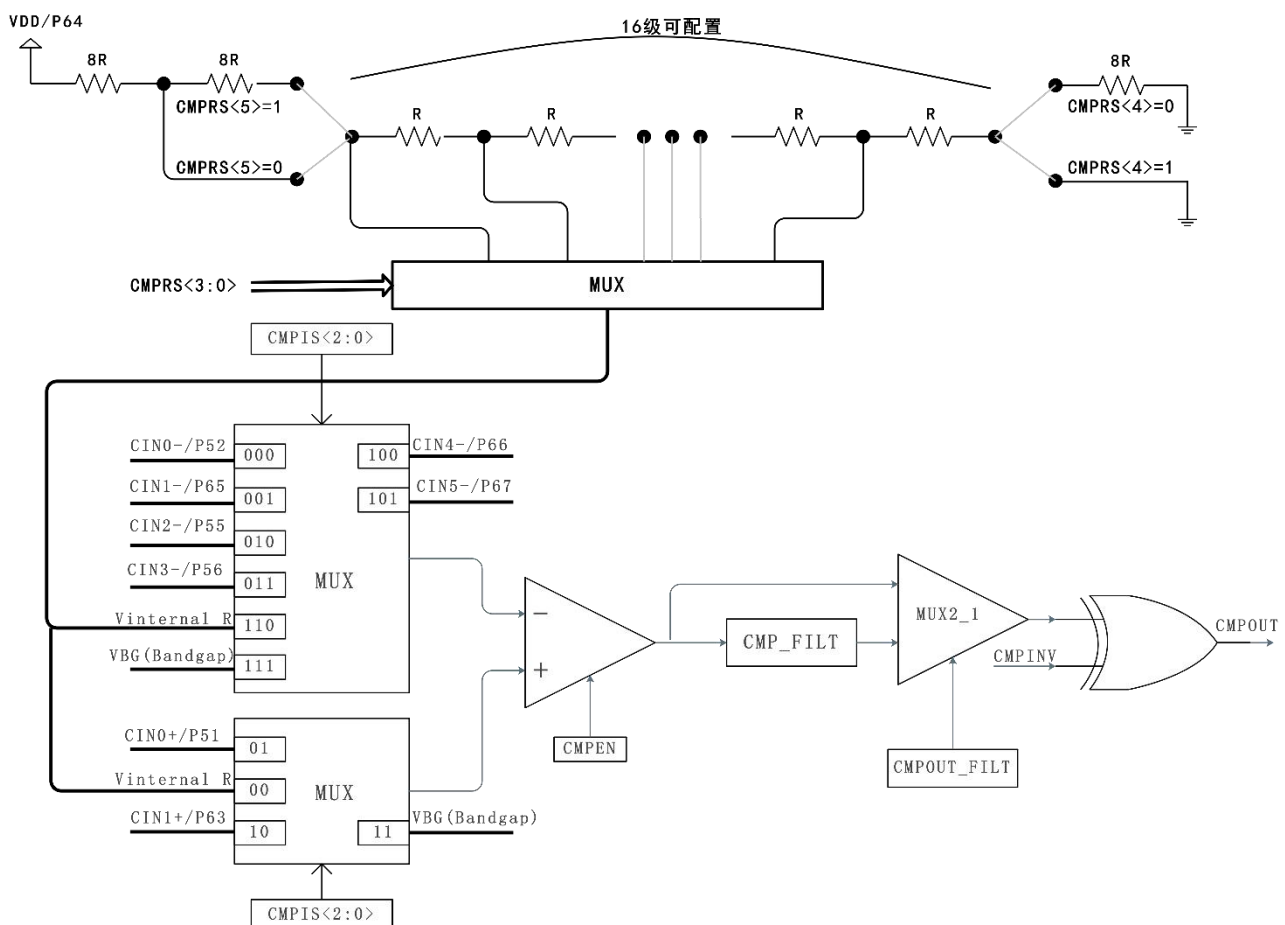 VDD/P64
16级可配置
8R
8R
8R
CMPRS<5>=1
CMPRS<4>=0
R
R
R
R
CMPRS<5>=0
CMPRS<4>=1
CMPRS<3:0>
MUX
CMPIS<2:0>
CIN0-/P52
000
100
CIN4-/P66
CIN1-/P65
001
101
CIN5-/P67
CIN2-/P55
010
CIN3-/P56
011
MUX
Vinternal R
110
VBG(Bandgap)
111
-
+
CMPEN
CMP_FILT
MUX2_1
CMPOUT_FILT
CMPINV
CMPOUT
CIN0+/P51
01
Vinternal R
00
MUX
CIN1+/P63
10
11
VBG(Bandgap)
CMPIS<2:0>